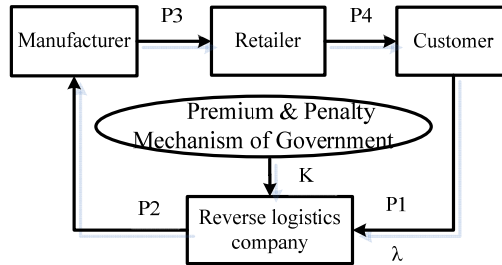 P3
P4
Manufacturer
Retailer
Customer
Premium & Penalty
Mechanism of Government
K
P2
P1
Reverse logistics
company
λ